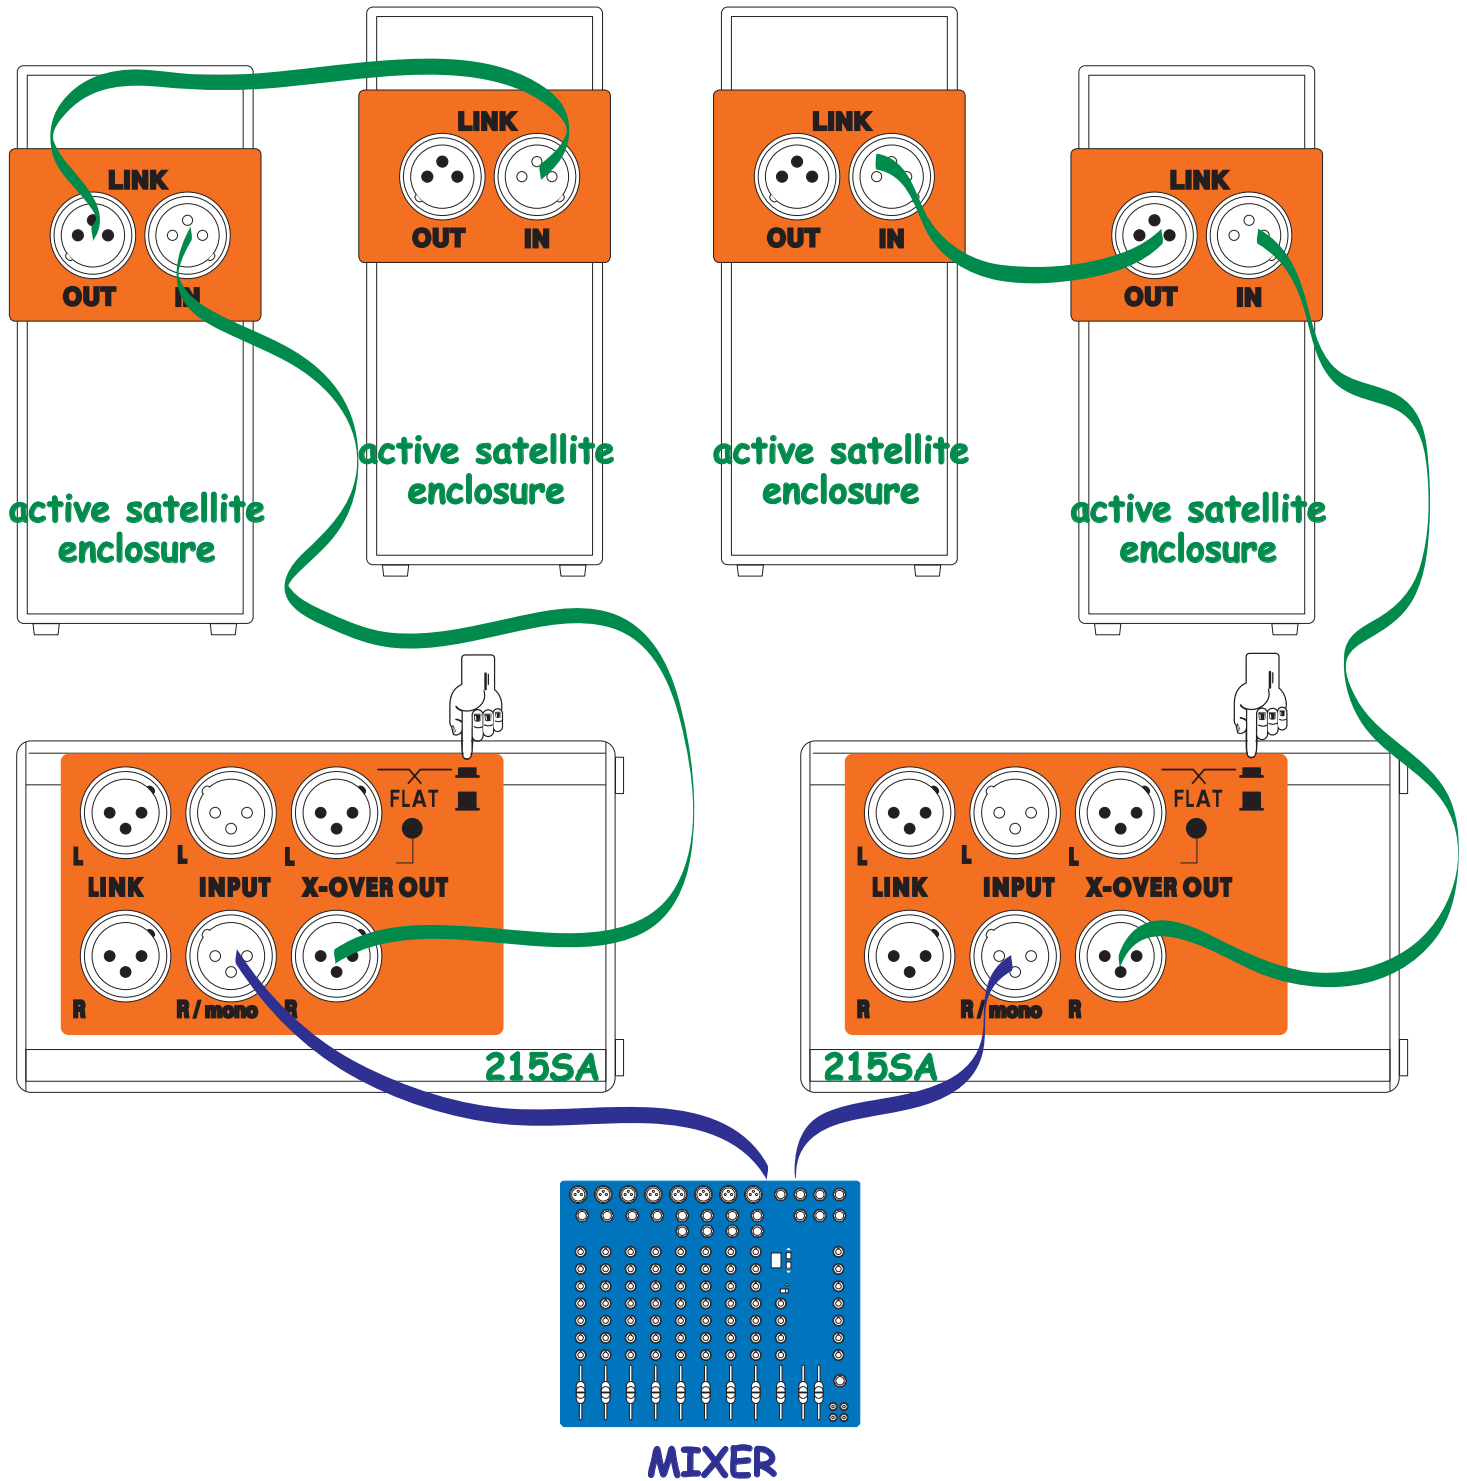 LINK
OUT IN
LINK
OUT IN
LINK
OUT IN
LINK
OUT IN
active satellite
enclosure
active satellite
enclosure
active satellite
enclosure
active satellite
enclosure
FLAT
L L L
LINK INPUT X-OVER OUT
R R / mono R
215SA
FLAT
L L L
LINK INPUT X-OVER OUT
R R / mono R
215SA
MIXER